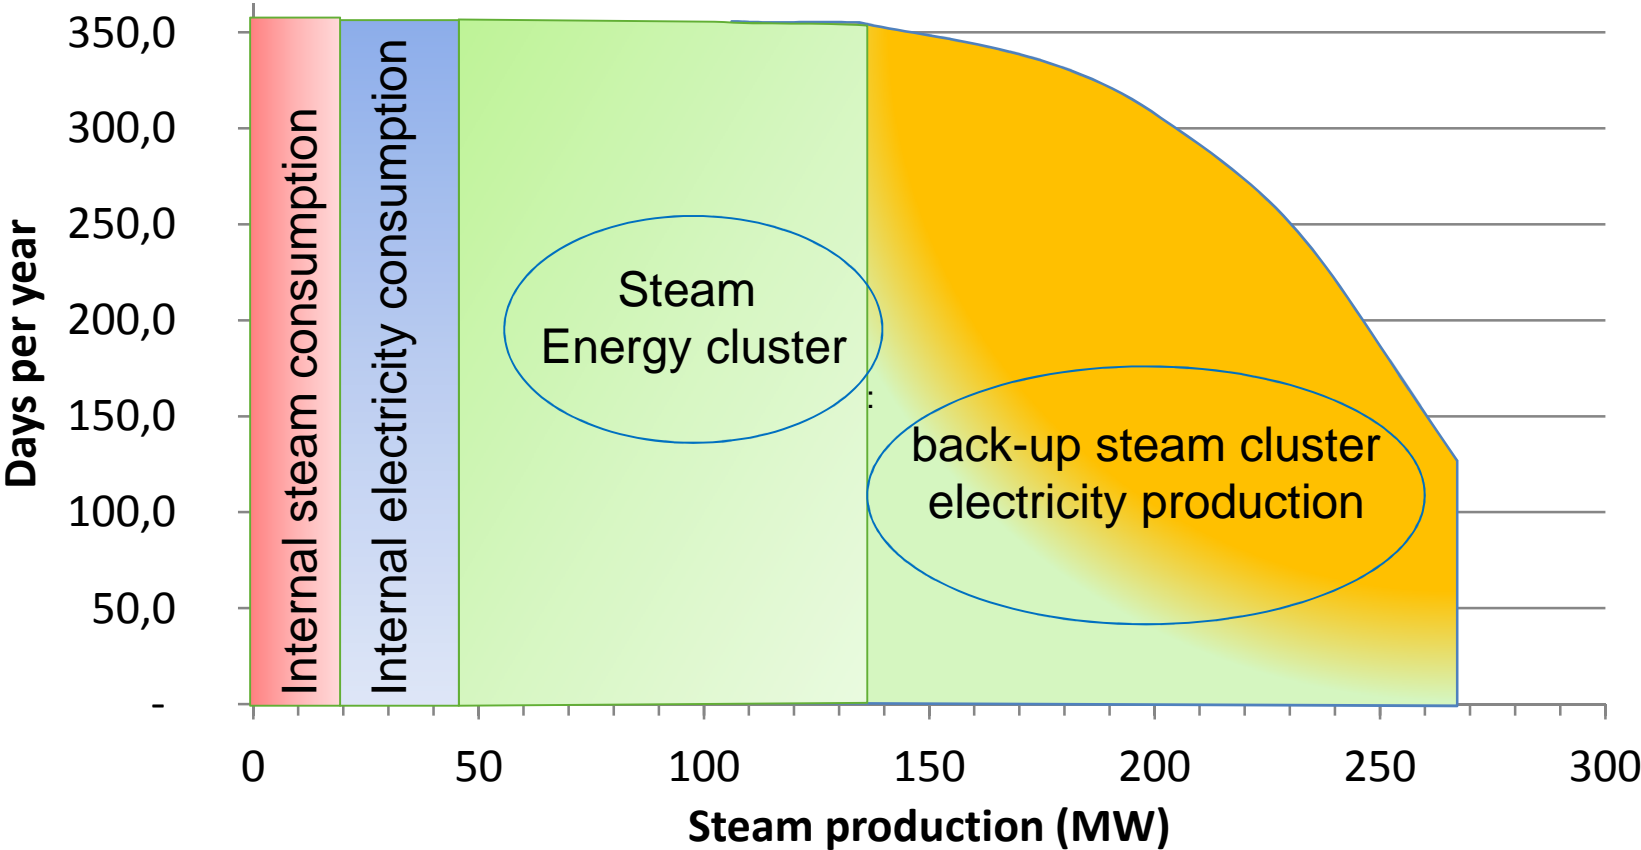 350,0
300,0
250,0
200,0
150,0
100,0
50,0
-
Days per year
Internal steam consumption
Internal electricity consumption
Steam
Energy cluster
:
back-up steam cluster
electricity production
0 50 100 150 200 250 300
Steam production (MW)